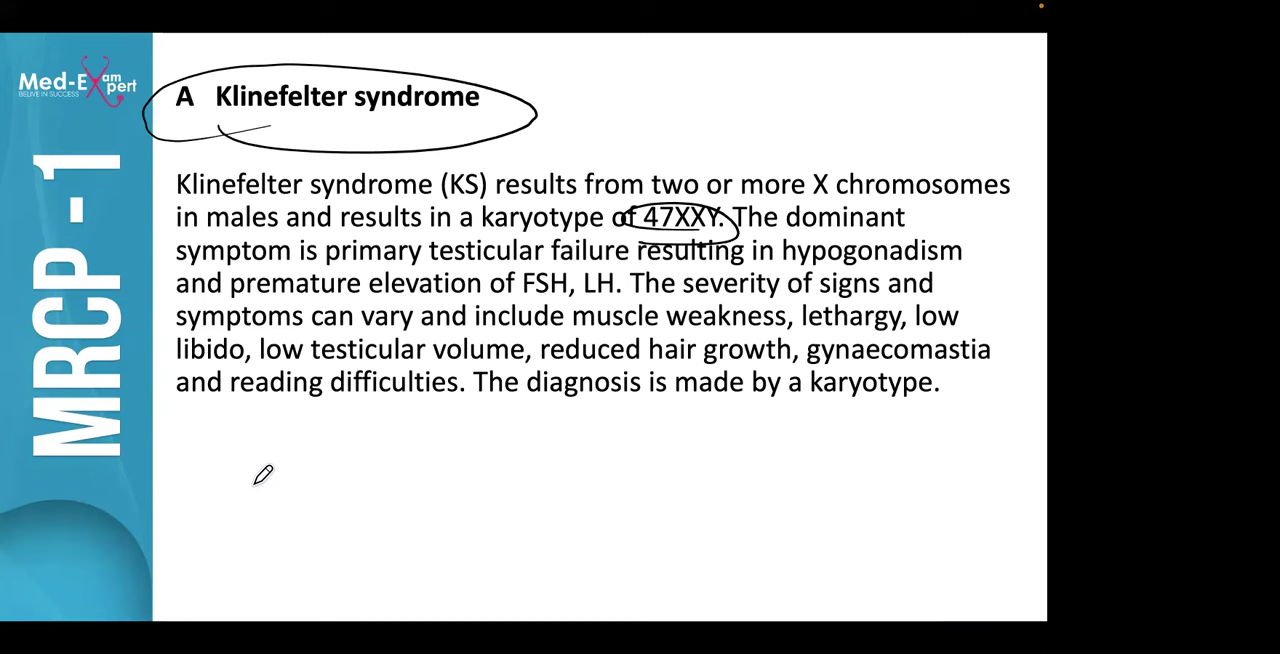 Med-Exam
pert
BELIVE IN SUCCESS
MRCP - 1
A Klinefelter syndrome
Klinefelter syndrome (KS) results from two or more X chromosomes
in males and results in a karyotype of 47XXY. The dominant
symptom is primary testicular failure resulting in hypogonadism
and premature elevation of FSH, LH. The severity of signs and
symptoms can vary and include muscle weakness, lethargy, low
libido, low testicular volume, reduced hair growth, gynaecomastia
and reading difficulties. The diagnosis is made by a karyotype.